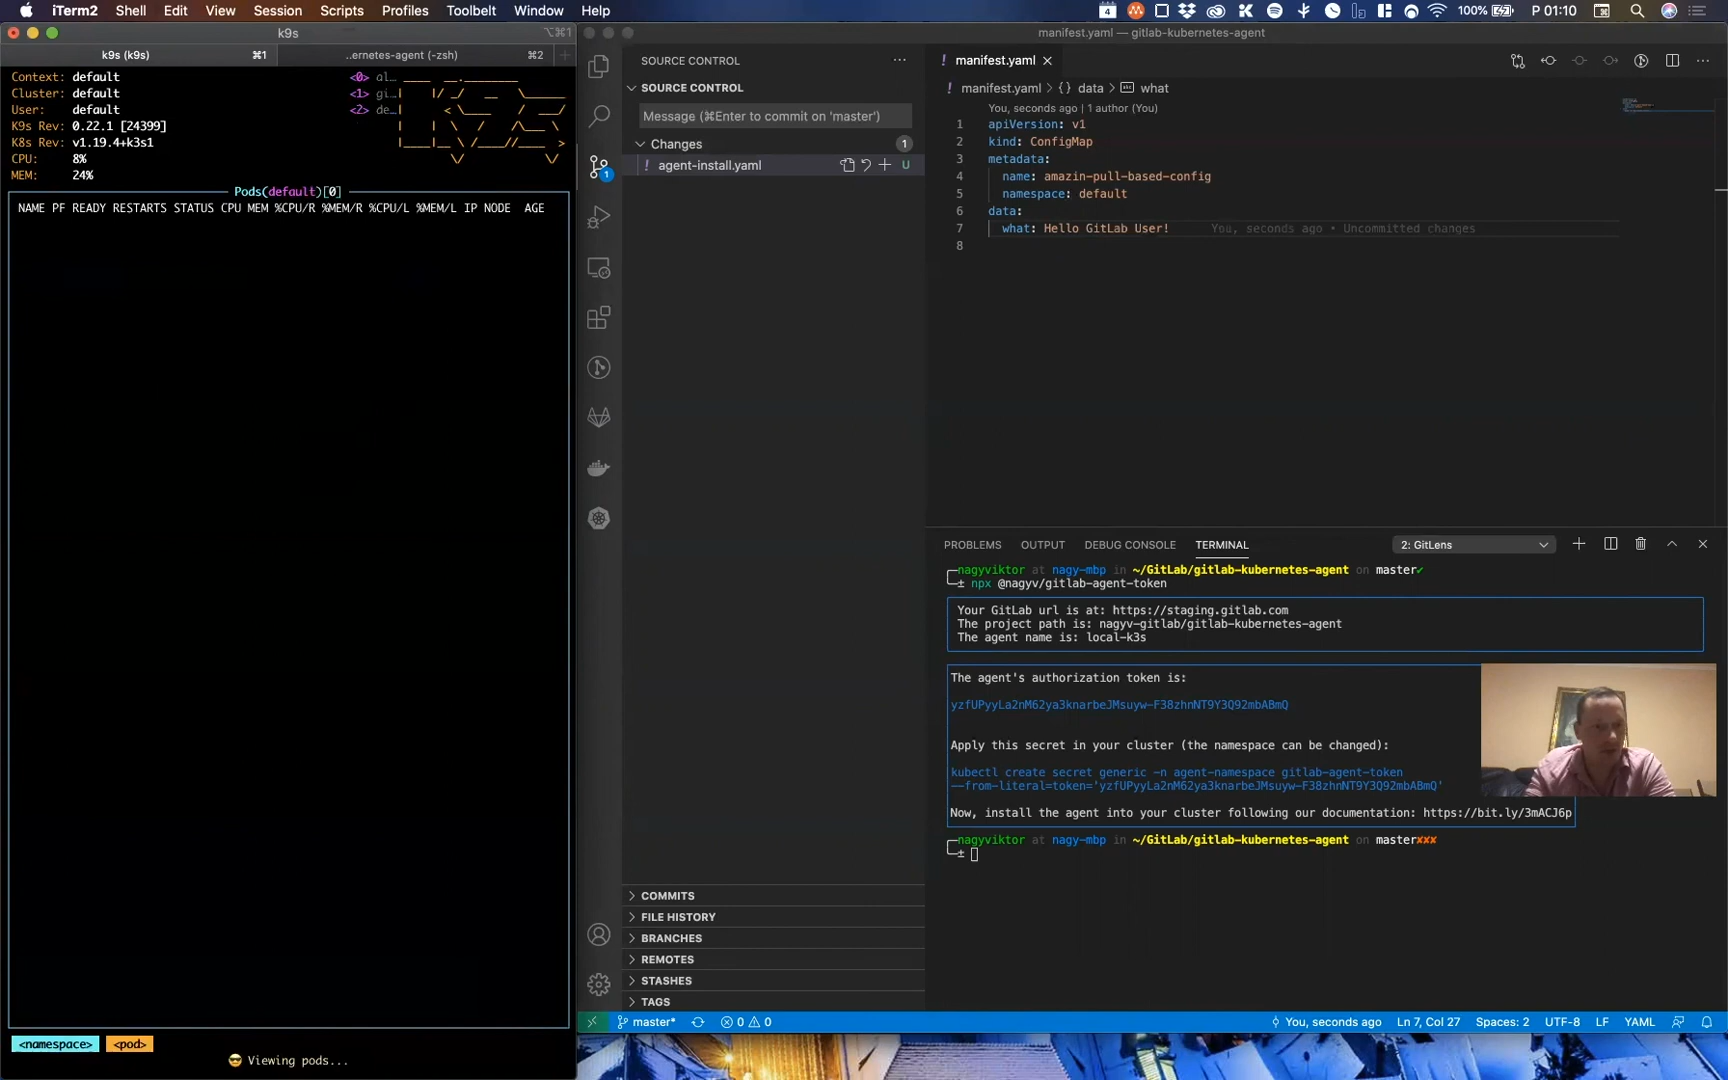 iTerm2 Shell Edit View Session Scripts Profiles Toolbelt Window Help
100% P 01:10
k9s ⌥⌘1
k9s (k9s) ⌘1 ..ernetes-agent (-zsh) ⌘2
Context: default <0> al…
Cluster: default <1> gi…
User: default <2> de…
K9s Rev: 0.22.1 [24399]
K8s Rev: v1.19.4+k3s1
CPU: 8%
MEM: 24%
Pods(default)[0]
NAME PF READY RESTARTS STATUS CPU MEM %CPU/R %MEM/R %CPU/L %MEM/L IP NODE AGE
<namespace> <pod>
😎 Viewing pods...
manifest.yaml — gitlab-kubernetes-agent
SOURCE CONTROL ···
SOURCE CONTROL
Message (⌘Enter to commit on 'master')
Changes 1
! agent-install.yaml U
1
COMMITS
FILE HISTORY
BRANCHES
REMOTES
STASHES
TAGS
! manifest.yaml ×
! manifest.yaml > {} data > what
You, seconds ago | 1 author (You)
1 apiVersion: v1
2 kind: ConfigMap
3 metadata:
4 name: amazin-pull-based-config
5 namespace: default
6 data:
7 what: Hello GitLab User! You, seconds ago • Uncommitted changes
8
PROBLEMS OUTPUT DEBUG CONSOLE TERMINAL 2: GitLens
nagyviktor at nagy-mbp in ~/GitLab/gitlab-kubernetes-agent on master✓
± npx @nagyv/gitlab-agent-token
Your GitLab url is at: https://staging.gitlab.com
The project path is: nagyv-gitlab/gitlab-kubernetes-agent
The agent name is: local-k3s
The agent's authorization token is:
yzfUPyyLa2nM62ya3knarbeJMsuyw-F38zhnNT9Y3Q92mbABmQ
Apply this secret in your cluster (the namespace can be changed):
kubectl create secret generic -n agent-namespace gitlab-agent-token
--from-literal=token='yzfUPyyLa2nM62ya3knarbeJMsuyw-F38zhnNT9Y3Q92mbABmQ'
Now, install the agent into your cluster following our documentation: https://bit.ly/3mACJ6p
nagyviktor at nagy-mbp in ~/GitLab/gitlab-kubernetes-agent on master✘✘✘
±
master* 0 0 You, seconds ago Ln 7, Col 27 Spaces: 2 UTF-8 LF YAML